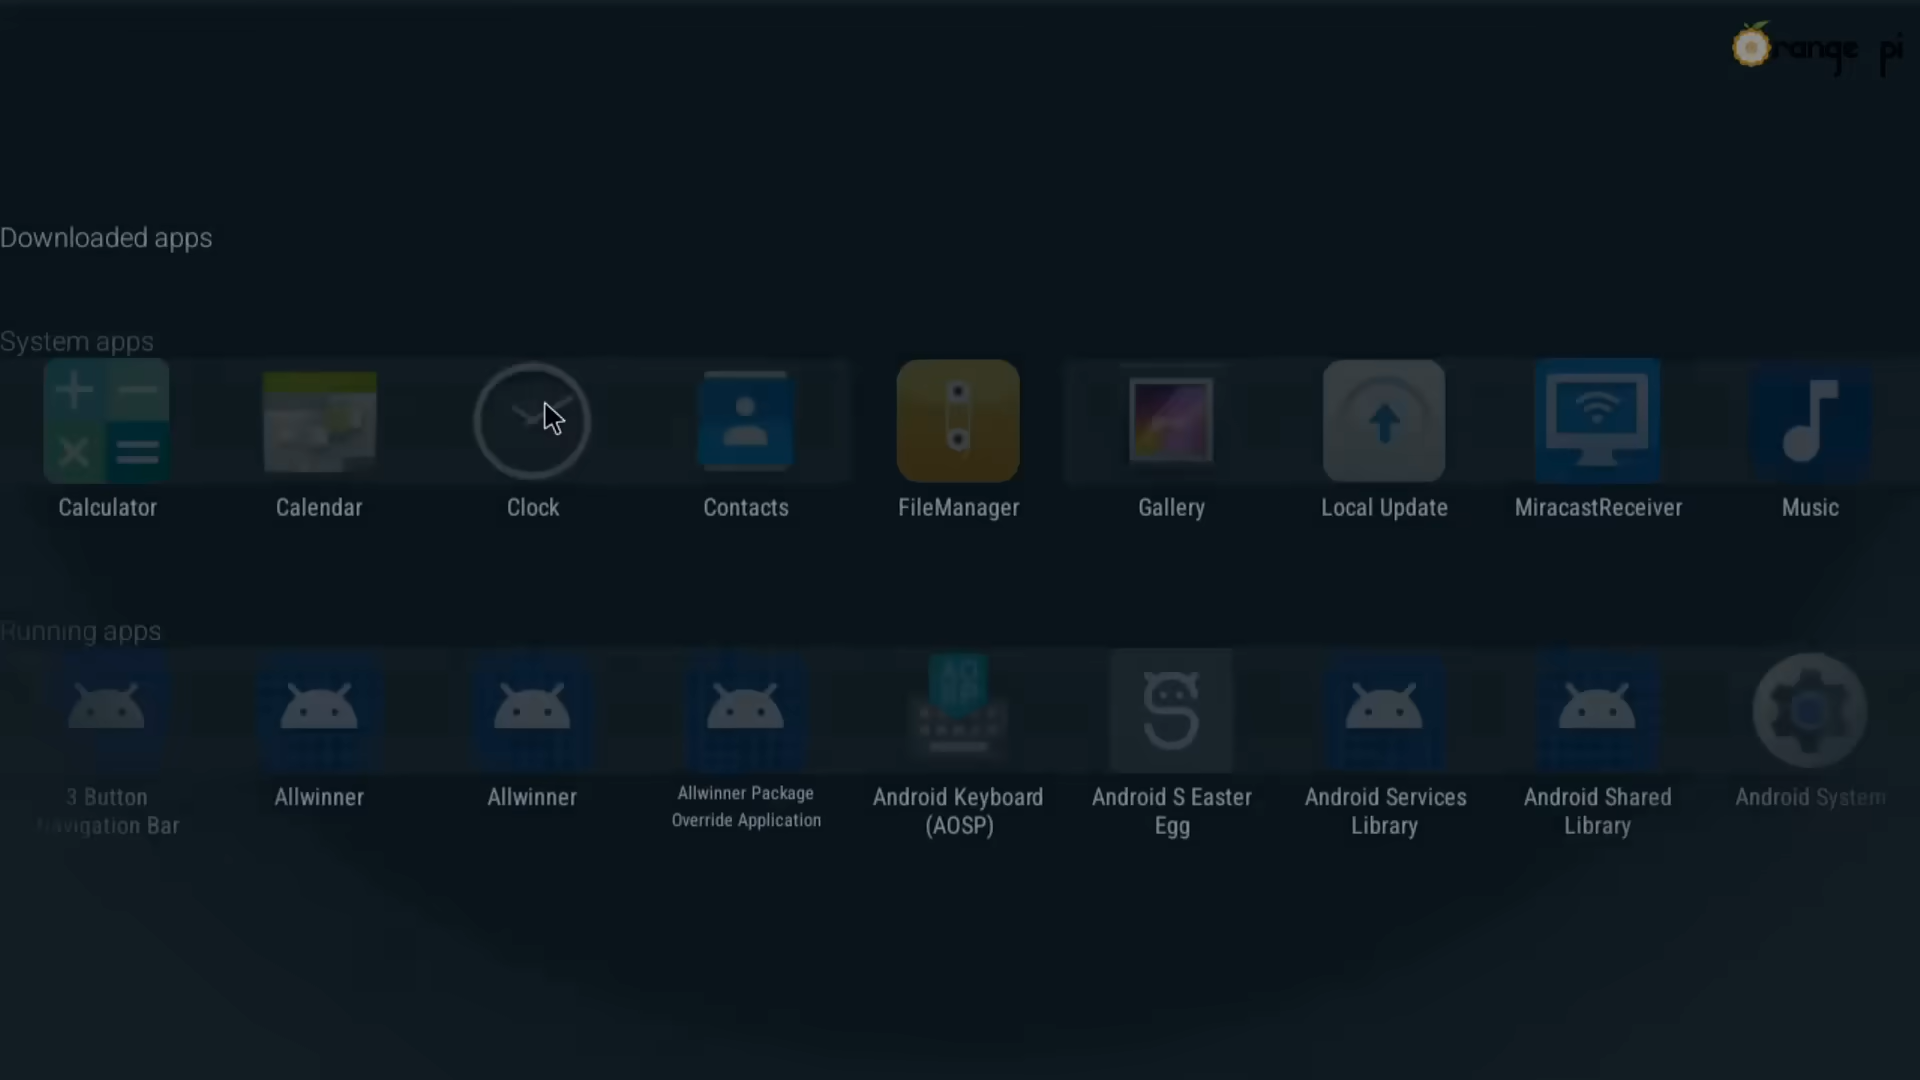 Orange pi
Downloaded apps
System apps
Calculator
Calendar
Clock
Contacts
FileManager
Gallery
Local Update
MiracastReceiver
Music
Running apps
3 Button
Navigation Bar
Allwinner
Allwinner
Allwinner Package
Override Application
Android Keyboard
(AOSP)
Android S Easter
Egg
Android Services
Library
Android Shared
Library
Android System